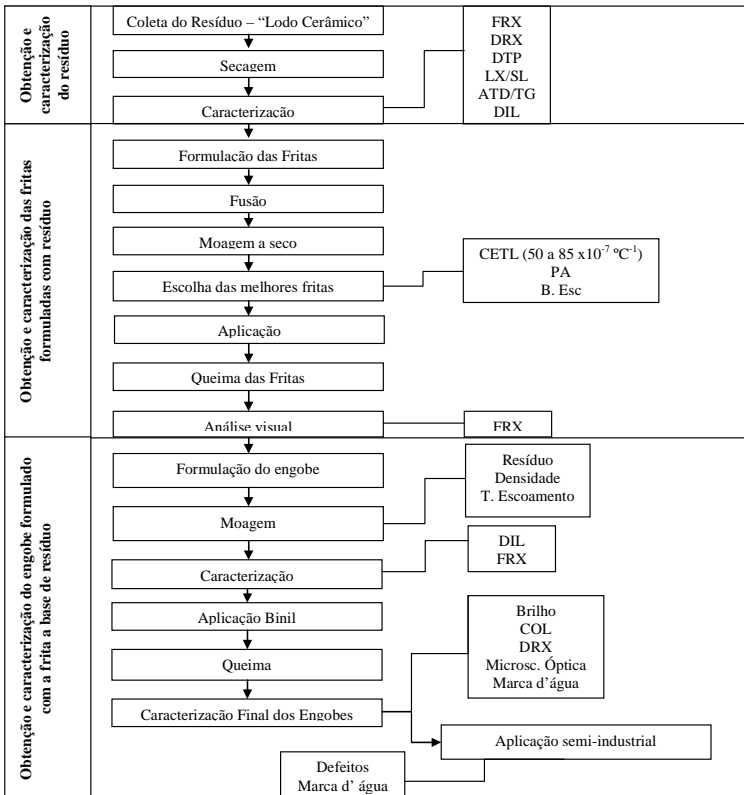 Obtenção e
caracterização
do resíduo
Coleta do Resíduo – “Lodo Cerâmico”
Secagem
Caracterização
FRX
DRX
DTP
LX/SL
ATD/TG
DIL
Obtenção e caracterização das fritas
formuladas com resíduo
Formulação das Fritas
Fusão
Moagem a seco
Escolha das melhores fritas
CETL (50 a 85 x10⁻⁷ ºC⁻¹)
PA
B. Esc
Aplicação
Queima das Fritas
Análise visual
FRX
Obtenção e caracterização do engobe formulado
com a frita a base de resíduo
Formulação do engobe
Moagem
Resíduo
Densidade
T. Escoamento
Caracterização
DIL
FRX
Aplicação Binil
Queima
Caracterização Final dos Engobes
Brilho
COL
DRX
Microsc. Óptica
Marca d’água
Aplicação semi-industrial
Defeitos
Marca d’ água